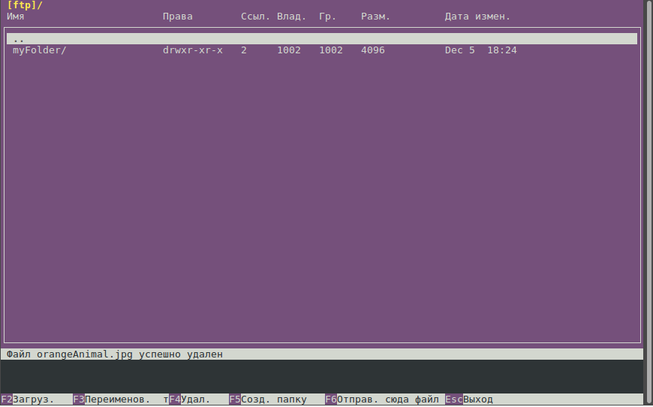 [ftp]/
Имя Права Ссыл. Влад. Гр. Разм. Дата измен.
..
myFolder/ drwxr-xr-x 2 1002 1002 4096 Dec 5 18:24
Файл orangeAnimal.jpg успешно удален
F2Загруз. F3Переименов. тF4Удал. F5Созд. папку F6Отправ. сюда файл EscВыход